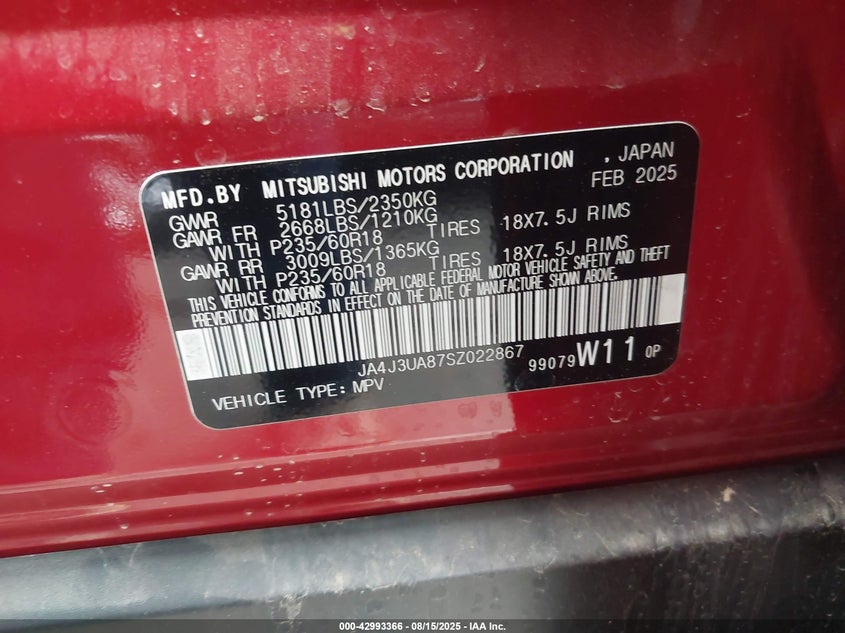 MFD.BY MITSUBISHI MOTORS CORPORATION , JAPAN
FEB 2025
GVWR 5181LBS/2350KG
GAWR FR 2668LBS/1210KG
WITH P235/60R18 TIRES 18X7.5J RIMS
GAWR RR 3009LBS/1365KG
WITH P235/60R18 TIRES 18X7.5J RIMS
THIS VEHICLE CONFORMS TO ALL APPLICABLE FEDERAL MOTOR VEHICLE SAFETY AND THEFT
PREVENTION STANDARDS IN EFFECT ON THE DATE OF MANUFACTURE SHOWN ABOVE.
JA4J3UA87SZ022867
99079 W11 0P
VEHICLE TYPE: MPV
000-42993366 - 08/15/2025 - IAA Inc.